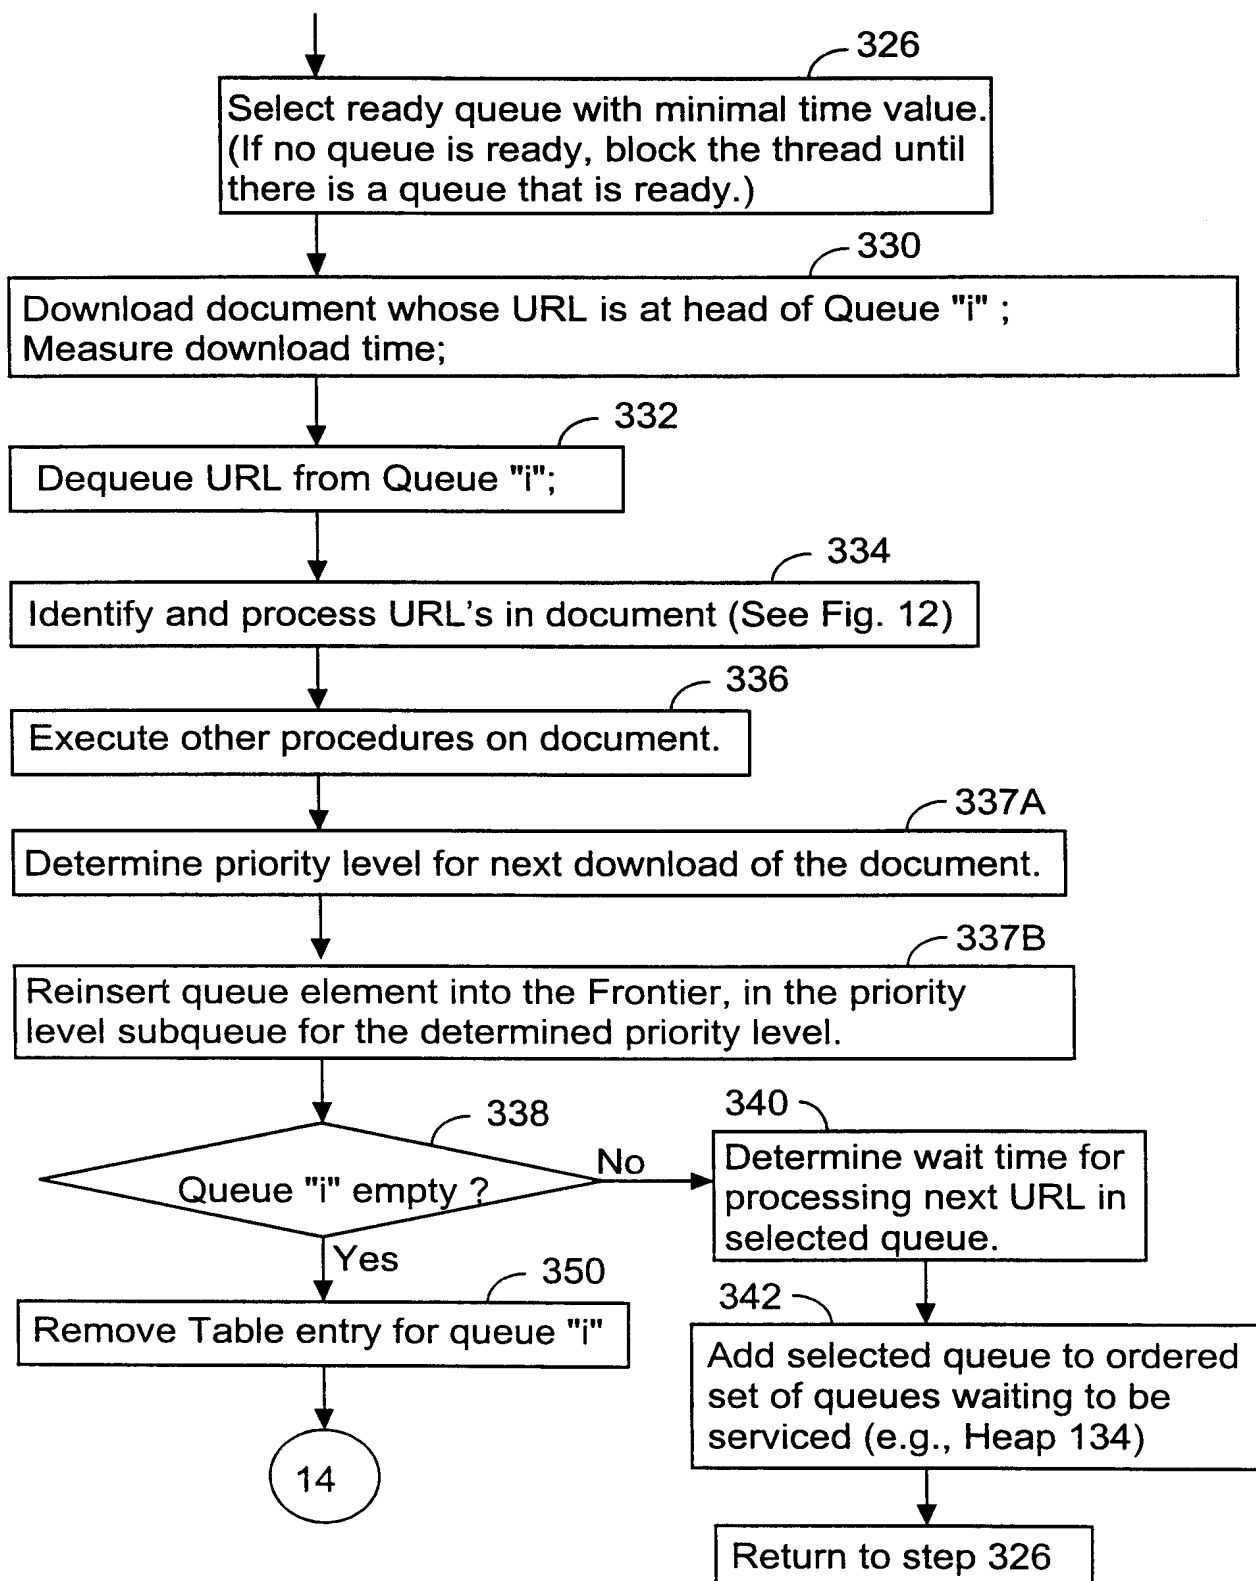 326
Select ready queue with minimal time value.
(If no queue is ready, block the thread until
there is a queue that is ready.)
330
Download document whose URL is at head of Queue "i" ;
Measure download time;
332
Dequeue URL from Queue "i";
334
Identify and process URL's in document (See Fig. 12)
336
Execute other procedures on document.
337A
Determine priority level for next download of the document.
337B
Reinsert queue element into the Frontier, in the priority
level subqueue for the determined priority level.
338
Queue "i" empty ?
No
Yes
340
Determine wait time for
processing next URL in
selected queue.
350
Remove Table entry for queue "i"
342
Add selected queue to ordered
set of queues waiting to be
serviced (e.g., Heap 134)
14
Return to step 326